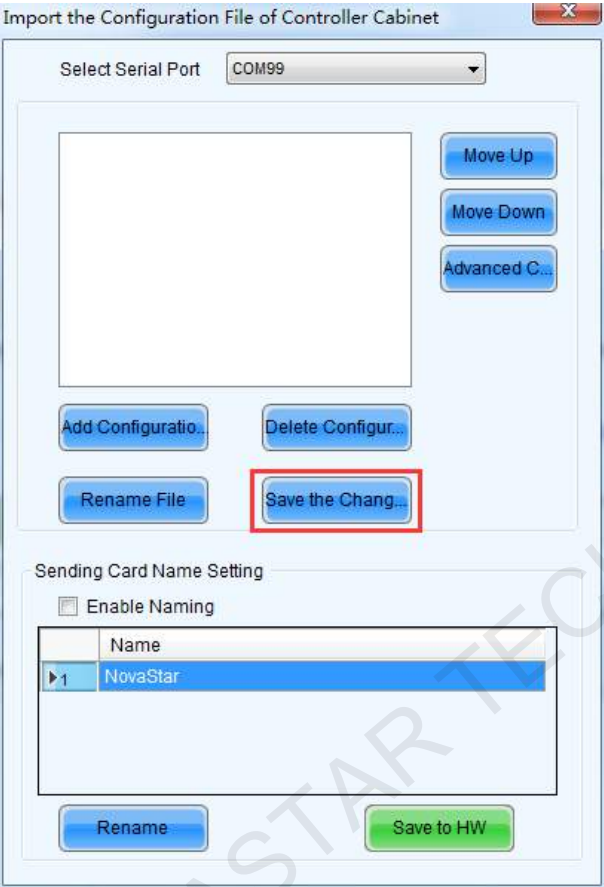 Import the Configuration File of Controller Cabinet
X
Select Serial Port COM99
Move Up
Move Down
Advanced C...
Add Configuratio... Delete Configur...
Rename File Save the Chang...
Sending Card Name Setting
Enable Naming
Name
1 NovaStar
Rename Save to HW
STAR TECH